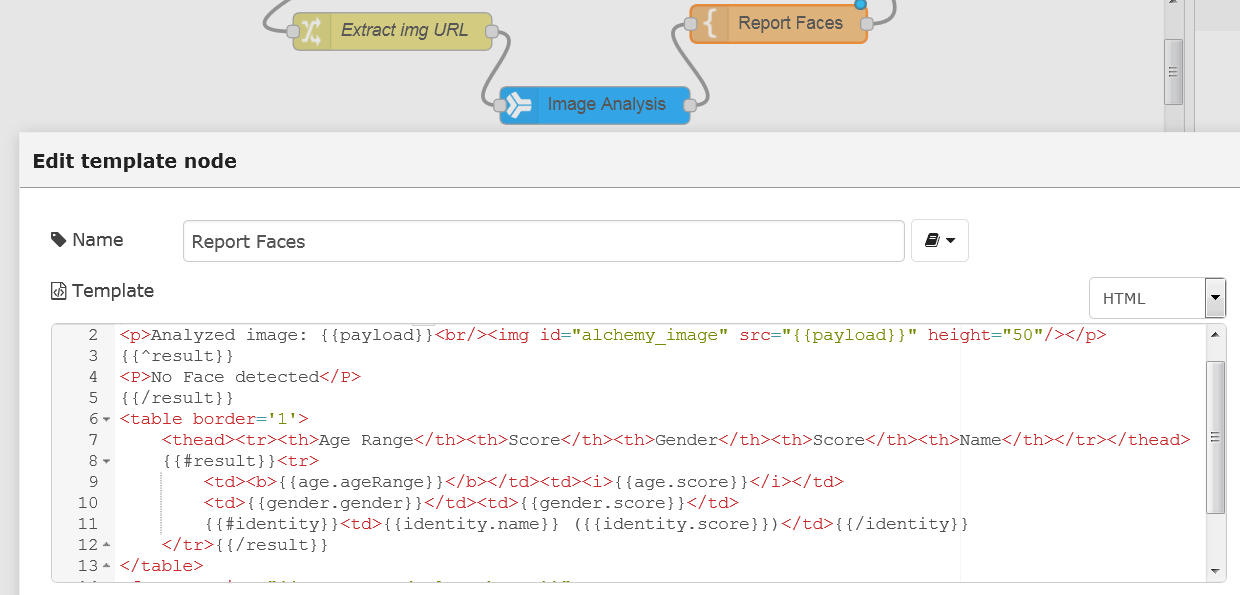 Extract img URL
Report Faces
Image Analysis
Edit template node
Name
Report Faces
Template
HTML
2 <p>Analyzed image: {{payload}}<br/><img id="alchemy_image" src="{{payload}}" height="50"/></p>
3 {{^result}}
4 <P>No Face detected</P>
5 {{/result}}
6 <table border='1'>
7 <thead><tr><th>Age Range</th><th>Score</th><th>Gender</th><th>Score</th><th>Name</th></tr></thead>
8 {{#result}}<tr>
9 <td><b>{{age.ageRange}}</b></td><td><i>{{age.score}}</i></td>
10 <td>{{gender.gender}}</td><td>{{gender.score}}</td>
11 {{#identity}}<td>{{identity.name}} ({{identity.score}})</td>{{/identity}}
12 </tr>{{/result}}
13 </table>